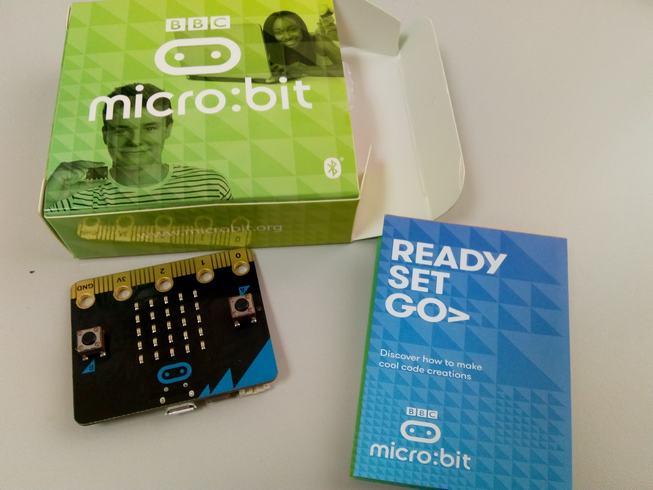 BBC
micro:bit
www.microbit.org
GND 3V 2 1 0
B
A
READY
SET
GO>
Discover how to make
cool code creations
BBC
micro:bit